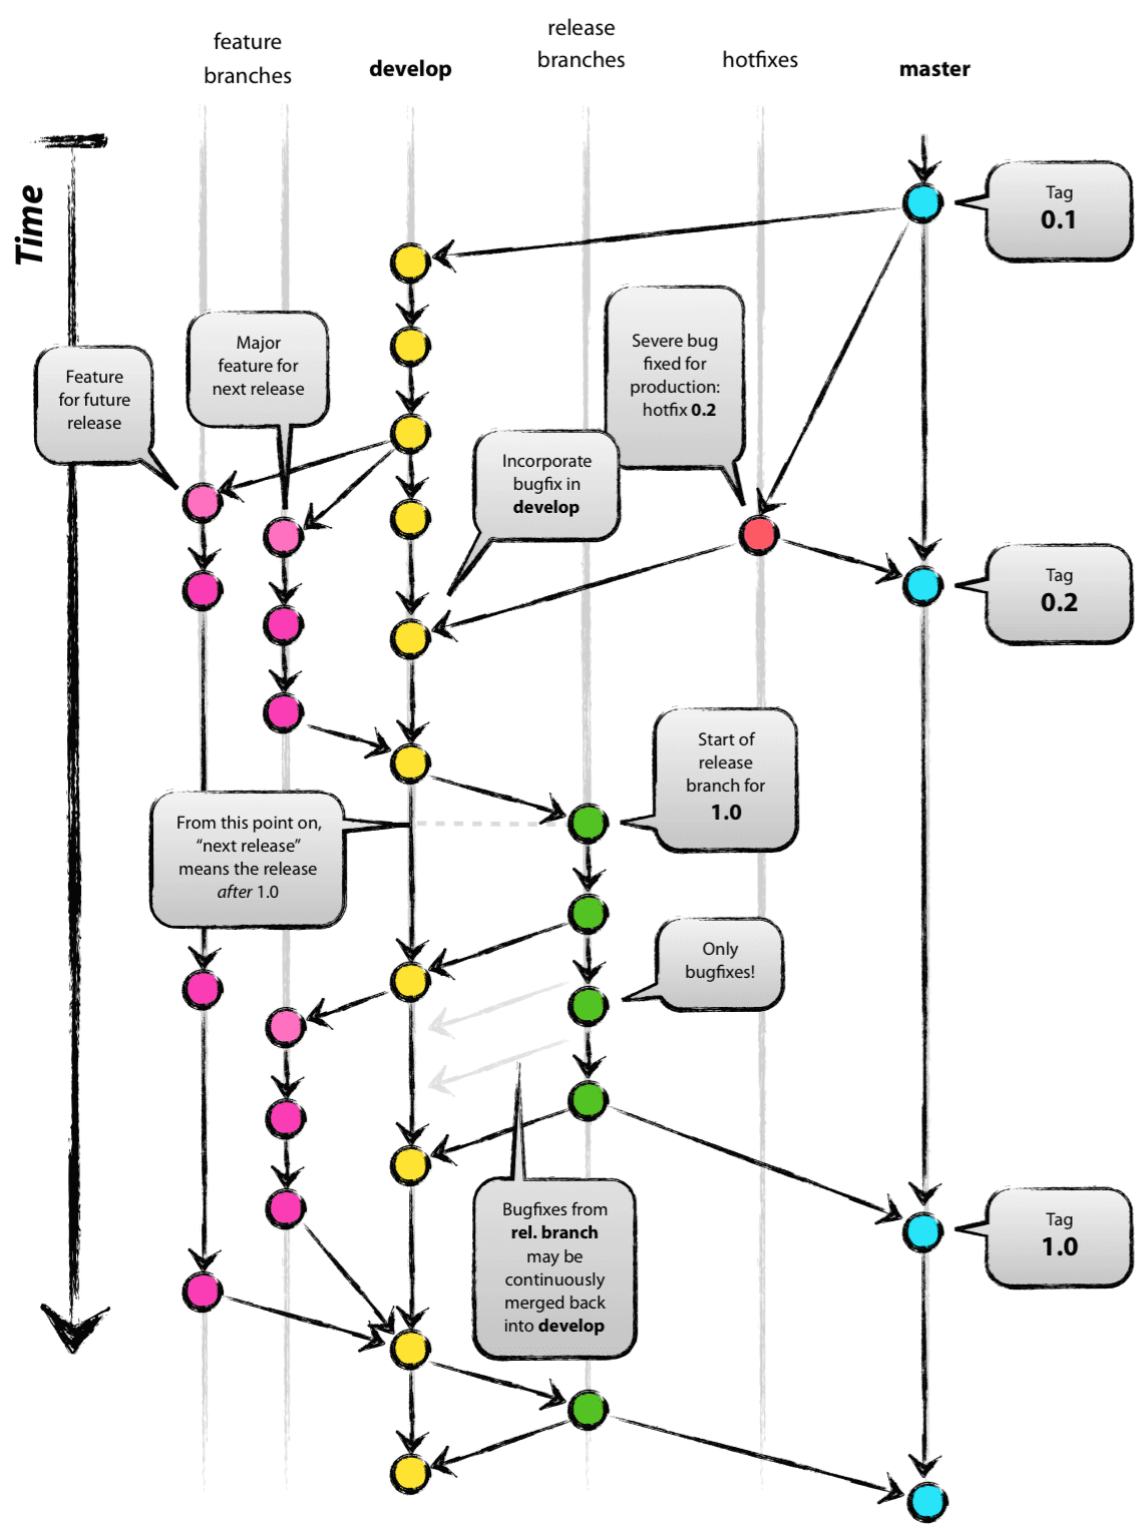 feature
branches
develop
release
branches
hotfixes
master
Time
Tag
0.1
Major
feature for
next release
Feature
for future
release
Severe bug
fixed for
production:
hotfix 0.2
Incorporate
bugfix in
develop
Tag
0.2
Start of
release
branch for
1.0
From this point on,
“next release”
means the release
after 1.0
Only
bugfixes!
Bugfixes from
rel. branch
may be
continuously
merged back
into develop
Tag
1.0